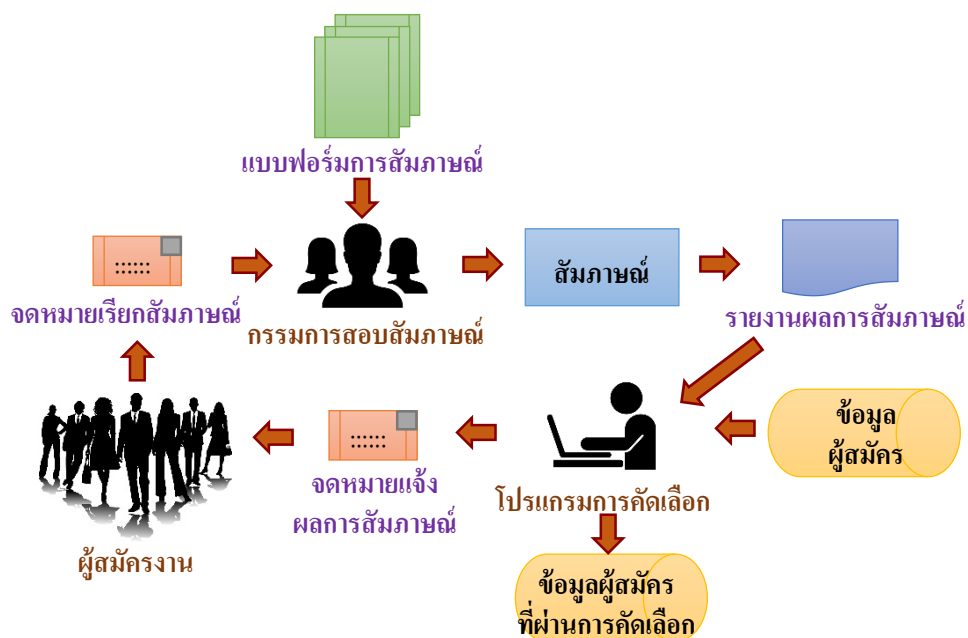 แบบฟอร์มการสัมภาษณ์
สัมภาษณ์
จดหมายเรียกสัมภาษณ์
กรรมการสอบสัมภาษณ์
รายงานผลการสัมภาษณ์
ข้อมูล
ผู้สมัคร
จดหมายแจ้ง
ผลการสัมภาษณ์
โปรแกรมการคัดเลือก
ผู้สมัครงาน
ข้อมูลผู้สมัคร
ที่ผ่านการคัดเลือก